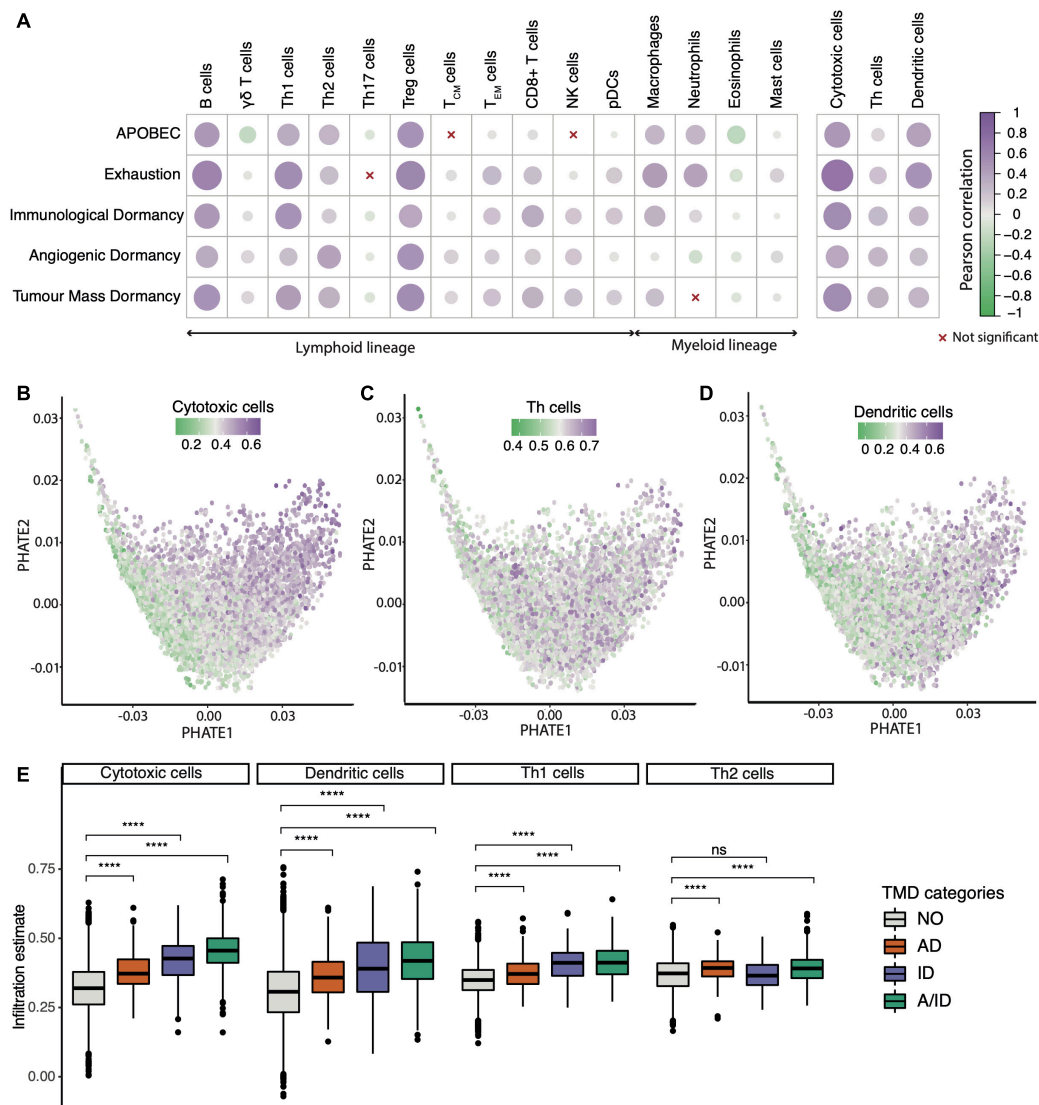 A
B cells
γδ T cells
Th1 cells
Th2 cells
Th17 cells
Treg cells
TCM cells
TEM cells
CD8+ T cells
NK cells
pDCs
Macrophages
Neutrophils
Eosinophils
Mast cells
Cytotoxic cells
Th cells
Dendritic cells
APOBEC
Exhaustion
Immunological Dormancy
Angiogenic Dormancy
Tumour Mass Dormancy
Lymphoid lineage
Myeloid lineage
1
0.8
0.6
0.4
0.2
0
−0.2
−0.4
−0.6
−0.8
−1
Pearson correlation
× Not significant
B
Cytotoxic cells
0.2 0.4 0.6
0.03
0.02
0.01
0.00
-0.01
PHATE2
-0.03 0.00 0.03
PHATE1
C
Th cells
0.4 0.5 0.6 0.7
0.03
0.02
0.01
0.00
-0.01
PHATE2
-0.03 0.00 0.03
PHATE1
D
Dendritic cells
0 0.2 0.4 0.6
0.03
0.02
0.01
0.00
-0.01
PHATE2
-0.03 0.00 0.03
PHATE1
E
Cytotoxic cells
Dendritic cells
Th1 cells
Th2 cells
****
****
****
****
****
****
****
****
****
ns
****
****
0.75
0.50
0.25
0.00
Infiltration estimate
TMD categories
NO
AD
ID
A/ID